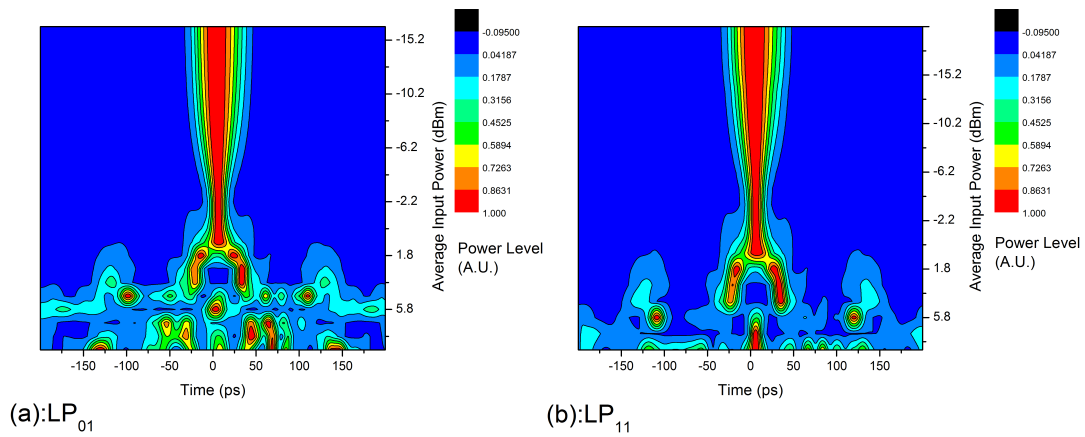 -15.2
-10.2
-6.2
-2.2
1.8
5.8
Average Input Power (dBm)
-150 -100 -50 0 50 100 150
Time (ps)
-0.09500
0.04187
0.1787
0.3156
0.4525
0.5894
0.7263
0.8631
1.000
Power Level
(A.U.)
(a):LP01
-15.2
-10.2
-6.2
-2.2
1.8
5.8
Average Input Power (dBm)
-150 -100 -50 0 50 100 150
Time (ps)
-0.09500
0.04187
0.1787
0.3156
0.4525
0.5894
0.7263
0.8631
1.000
Power Level
(A.U.)
(b):LP11